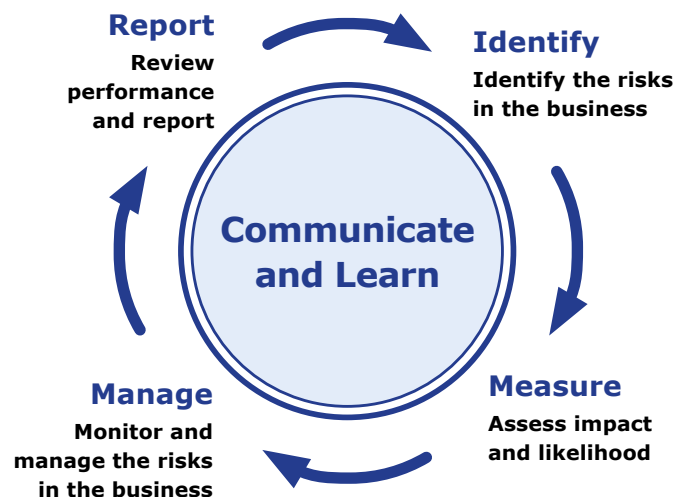 Report
Review
performance
and report
Identify
Identify the risks
in the business
Communicate
and Learn
Measure
Assess impact
and likelihood
Manage
Monitor and
manage the risks
in the business